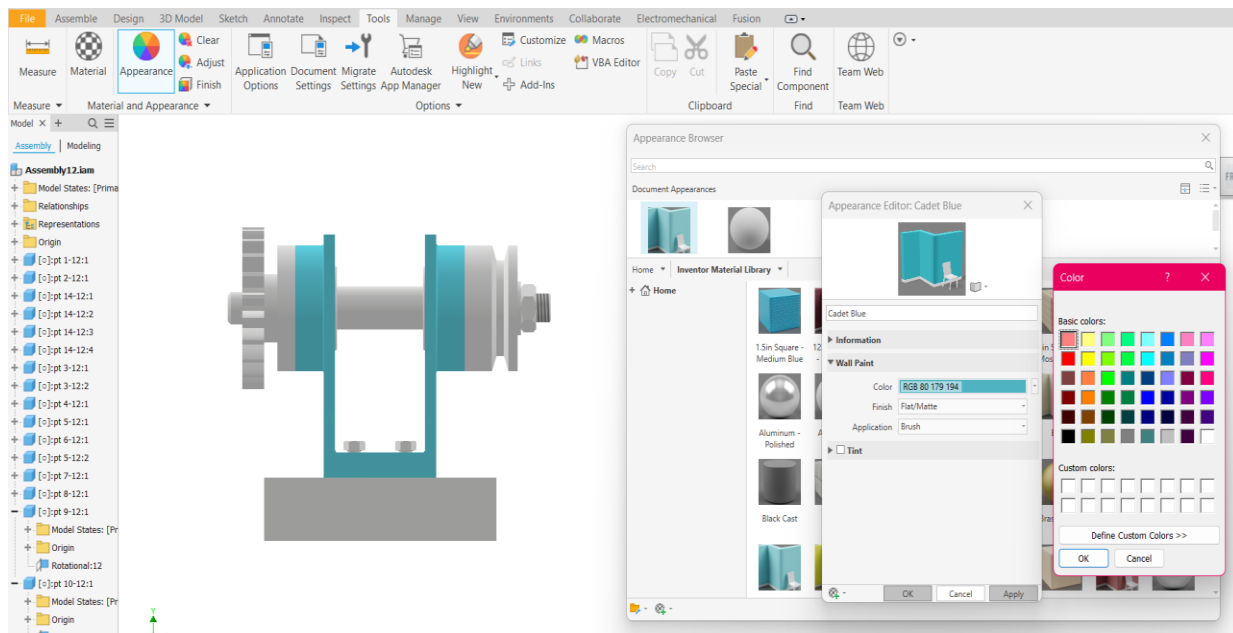 File Assemble Design 3D Model Sketch Annotate Inspect Tools Manage View Environments Collaborate Electromechanical Fusion
Measure
Material
Appearance
Clear
Adjust
Finish
Application Options
Document Settings
Migrate Settings
Autodesk App Manager
Highlight New
Customize
Links
Add-Ins
Macros
VBA Editor
Copy
Cut
Paste Special
Find Component
Team Web
Measure
Material and Appearance
Options
Clipboard
Find
Team Web
Model
Assembly | Modeling
Assembly12.iam
Model States: [Prima
Relationships
Representations
Origin
[○]:pt 1-12:1
[○]:pt 2-12:1
[○]:pt 14-12:1
[○]:pt 14-12:2
[○]:pt 14-12:3
[○]:pt 14-12:4
[○]:pt 3-12:1
[○]:pt 3-12:2
[○]:pt 4-12:1
[○]:pt 5-12:1
[○]:pt 6-12:1
[○]:pt 5-12:2
[○]:pt 7-12:1
[○]:pt 8-12:1
[○]:pt 9-12:1
Model States: [Pr
Origin
Rotational:12
[○]:pt 10-12:1
Model States: [Pr
Origin
Y
Appearance Browser
Search
Document Appearances
Home
Inventor Material Library
Home
1.5in Square -
Medium Blue
Aluminum -
Polished
Black Cast
Appearance Editor: Cadet Blue
Cadet Blue
Information
Wall Paint
Color RGB 80 179 194
Finish Flat/Matte
Application Brush
Tint
OK Cancel Apply
Color ?
Basic colors:
Custom colors:
Define Custom Colors >>
OK Cancel